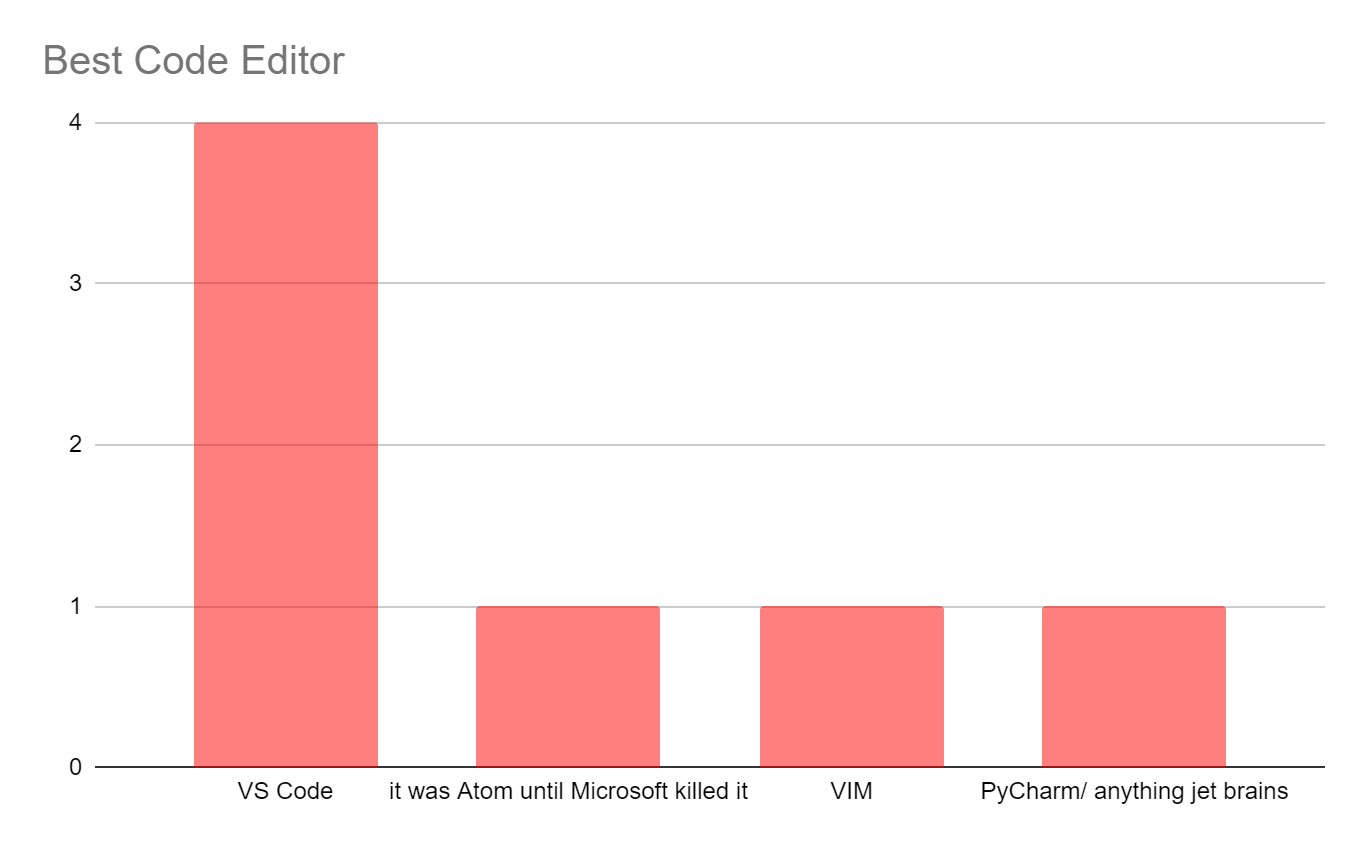 Best Code Editor
4
3
2
1
0
VS Code
it was Atom until Microsoft killed it
VIM
PyCharm/ anything jet brains